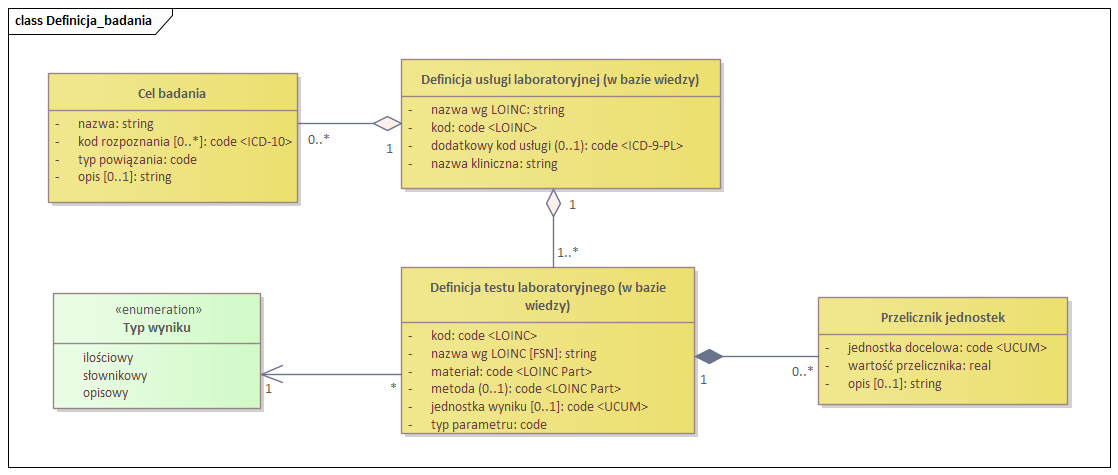 class Definicja_badania
Cel badania
- nazwa: string
- kod rozpoznania [0..*]: code <ICD-10>
- typ powiązania: code
- opis [0..1]: string
0..*
1
Definicja usługi laboratoryjnej (w bazie wiedzy)
- nazwa wg LOINC: string
- kod: code <LOINC>
- dodatkowy kod usługi (0..1): code <ICD-9-PL>
- nazwa kliniczna: string
1
1..*
«enumeration»
Typ wyniku
ilościowy
słownikowy
opisowy
1
*
Definicja testu laboratoryjnego (w bazie
wiedzy)
- kod: code <LOINC>
- nazwa wg LOINC [FSN]: string
- materiał: code <LOINC Part>
- metoda (0..1): code <LOINC Part>
- jednostka wyniku [0..1]: code <UCUM>
- typ parametru: code
1
0..*
Przelicznik jednostek
- jednostka docelowa: code <UCUM>
- wartość przelicznika: real
- opis [0..1]: string